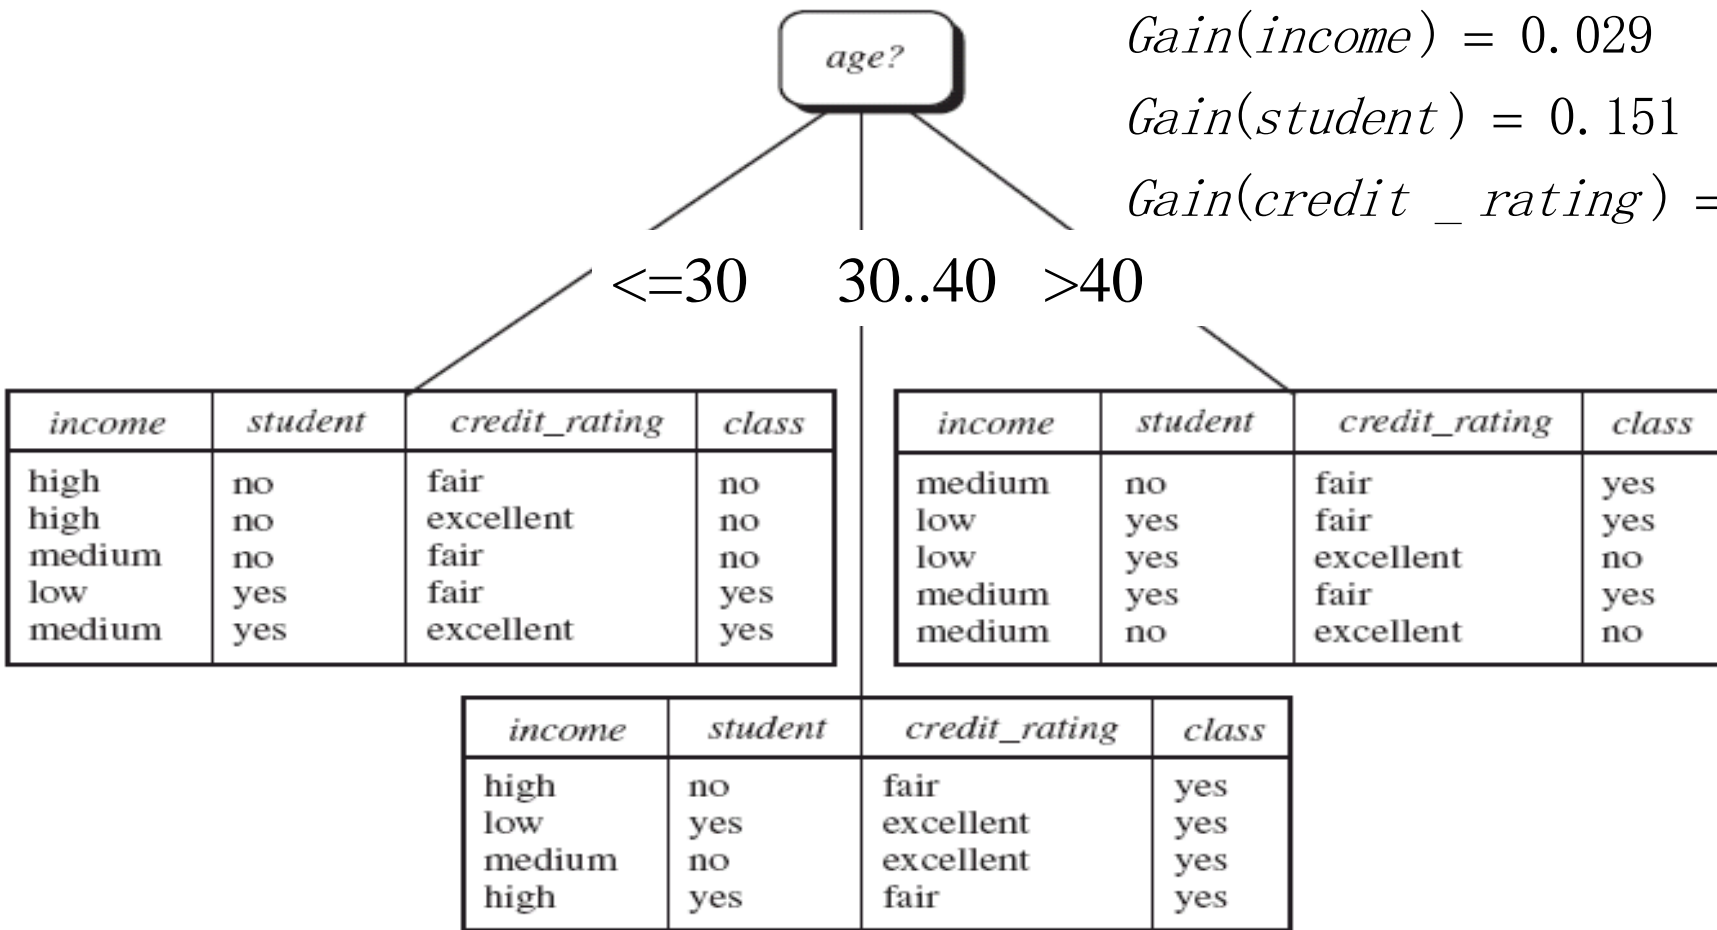 age?
Gain(income) = 0.029
Gain(student) = 0.151
Gain(credit _ rating) =
<=30 30..40 >40
income student credit_rating class
high no fair no
high no excellent no
medium no fair no
low yes fair yes
medium yes excellent yes
income student credit_rating class
medium no fair yes
low yes fair yes
low yes excellent no
medium yes fair yes
medium no excellent no
income student credit_rating class
high no fair yes
low yes excellent yes
medium no excellent yes
high yes fair yes